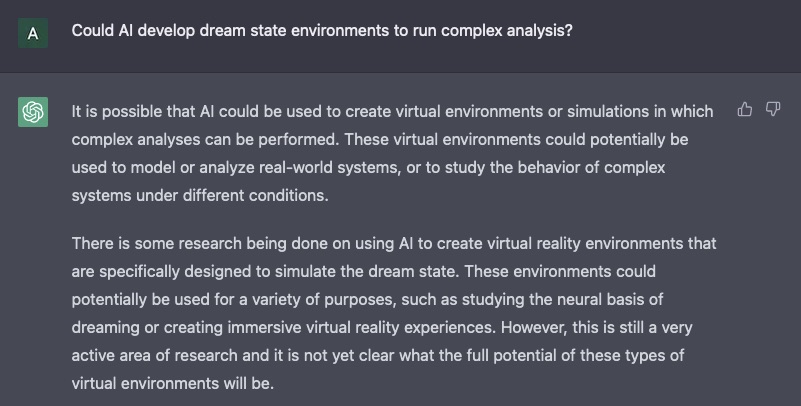 A
Could AI develop dream state environments to run complex analysis?
It is possible that AI could be used to create virtual environments or simulations in which
complex analyses can be performed. These virtual environments could potentially be
used to model or analyze real-world systems, or to study the behavior of complex
systems under different conditions.
There is some research being done on using AI to create virtual reality environments that
are specifically designed to simulate the dream state. These environments could
potentially be used for a variety of purposes, such as studying the neural basis of
dreaming or creating immersive virtual reality experiences. However, this is still a very
active area of research and it is not yet clear what the full potential of these types of
virtual environments will be.